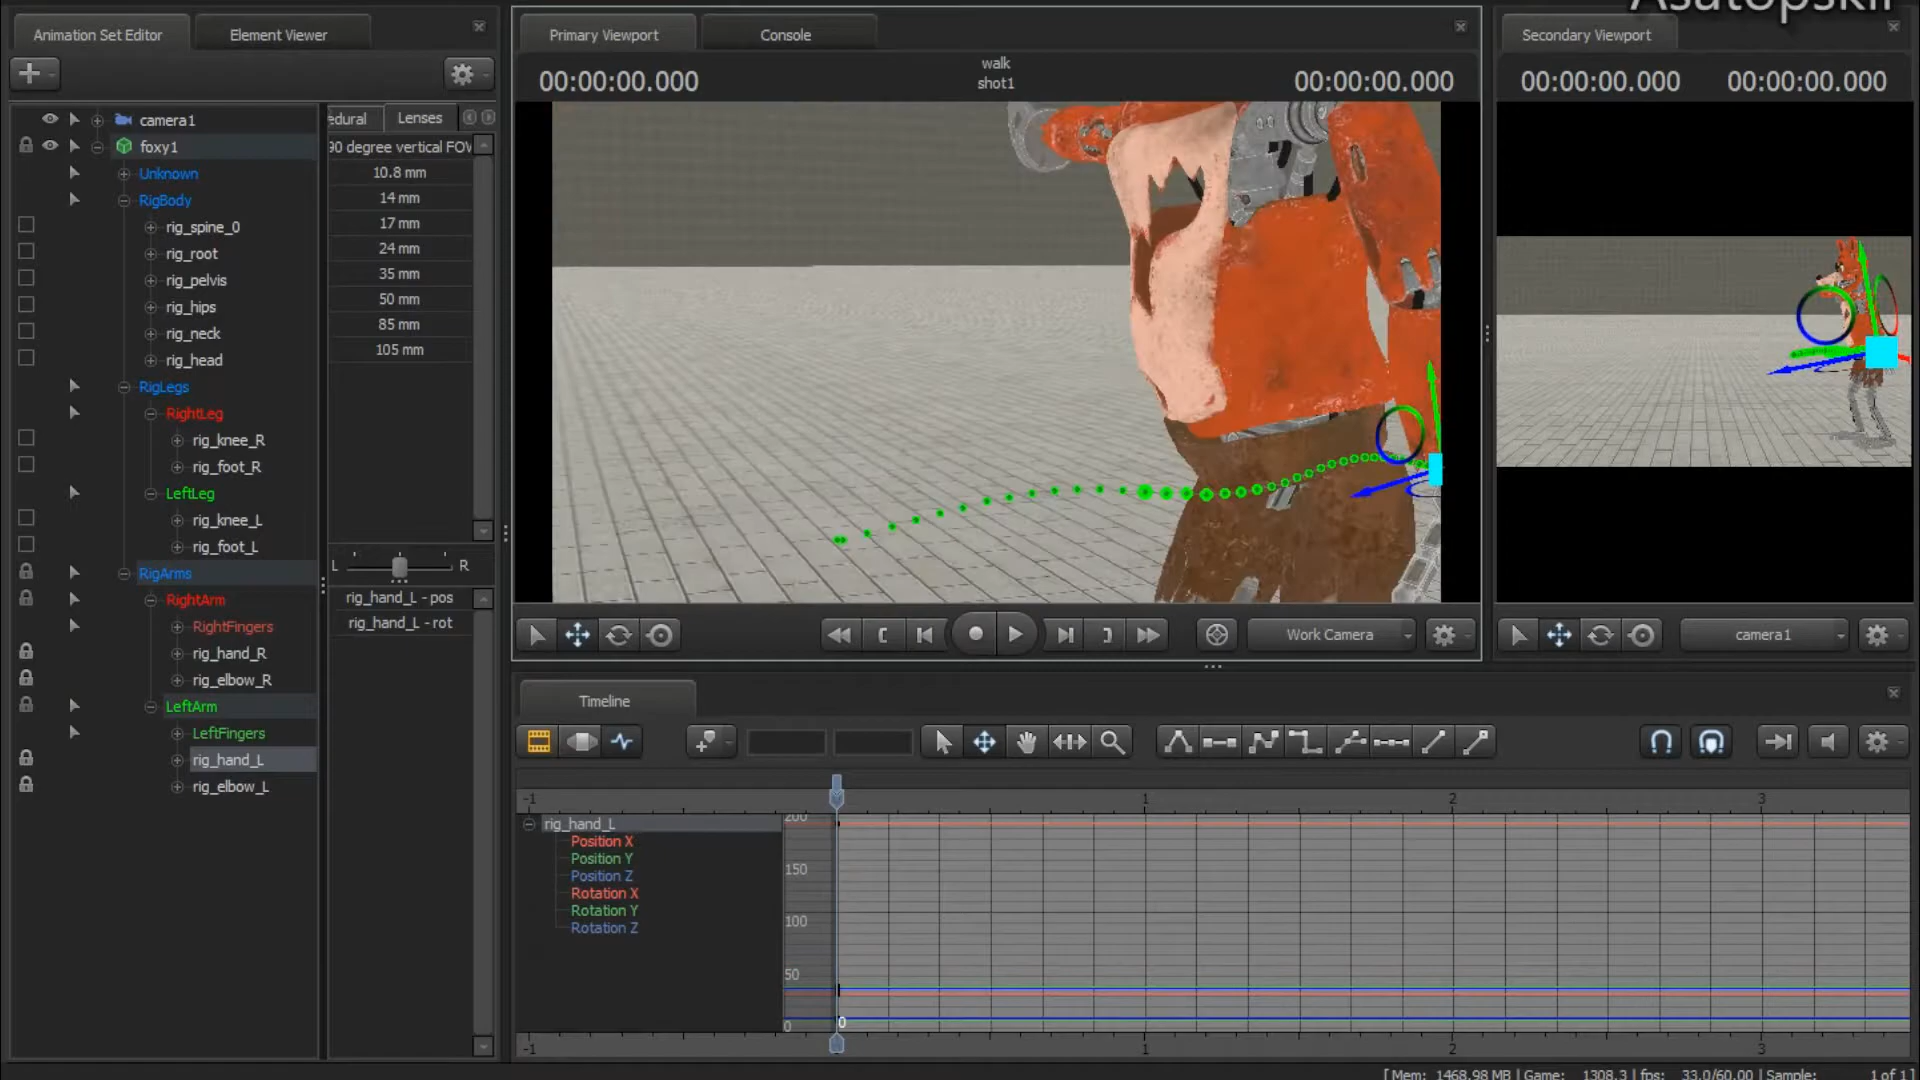 Asatopskii
Animation Set Editor
Element Viewer
camera1
foxy1
Unknown
RigBody
rig_spine_0
rig_root
rig_pelvis
rig_hips
rig_neck
rig_head
RigLegs
RightLeg
rig_knee_R
rig_foot_R
LeftLeg
rig_knee_L
rig_foot_L
RigArms
RightArm
RightFingers
rig_hand_R
rig_elbow_R
LeftArm
LeftFingers
rig_hand_L
rig_elbow_L
edural
Lenses
90 degree vertical FOV
10.8 mm
14 mm
17 mm
24 mm
35 mm
50 mm
85 mm
105 mm
L R
rig_hand_L - pos
rig_hand_L - rot
Primary Viewport
Console
00:00:00.000
walk
shot1
00:00:00.000
Work Camera
Secondary Viewport
00:00:00.000 00:00:00.000
camera1
Timeline
-1 1 2 3
rig_hand_L
Position X
Position Y
Position Z
Rotation X
Rotation Y
Rotation Z
200
150
100
50
0
0
-1 1 2 3
[ Mem: 1468.98 MB | Game: 1308.3 | fps: 33.0/60.00 | Sample: 1 of 1 ]